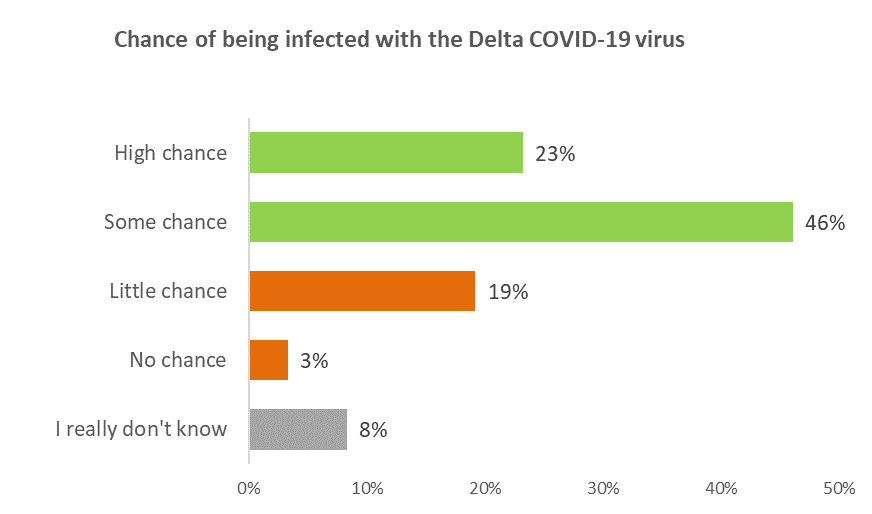 Chance of being infected with the Delta COVID-19 virus
High chance 23%
Some chance 46%
Little chance 19%
No chance 3%
I really don't know 8%
0% 10% 20% 30% 40% 50%